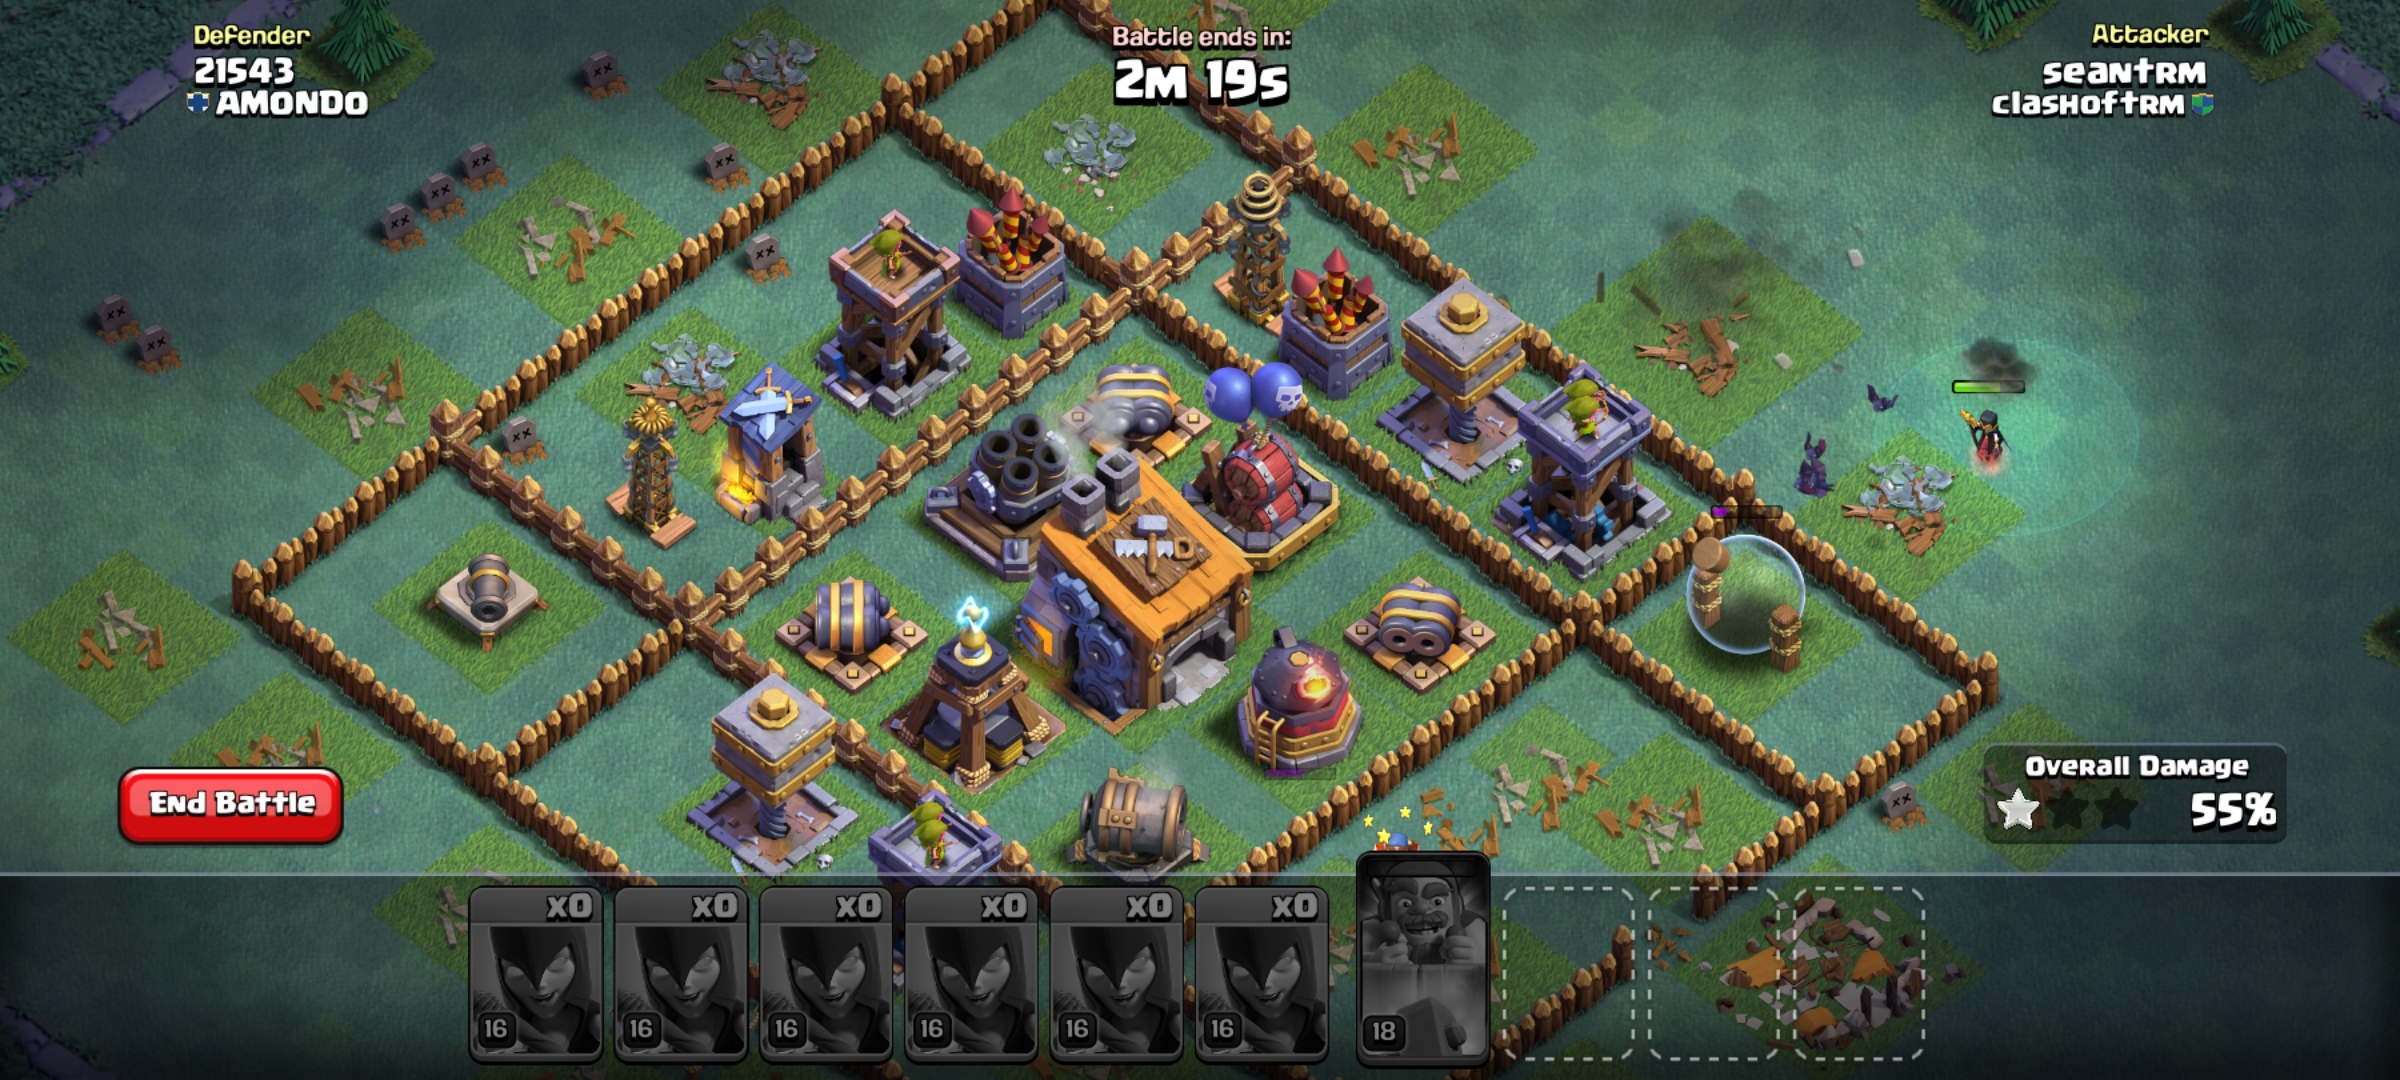 Defender
21543
AMONDO
Battle ends in:
2M 19s
Attacker
seantRM
clashoftRM
End Battle
Overall Damage
55%
x0
x0
x0
x0
x0
x0
16
16
16
16
16
16
18